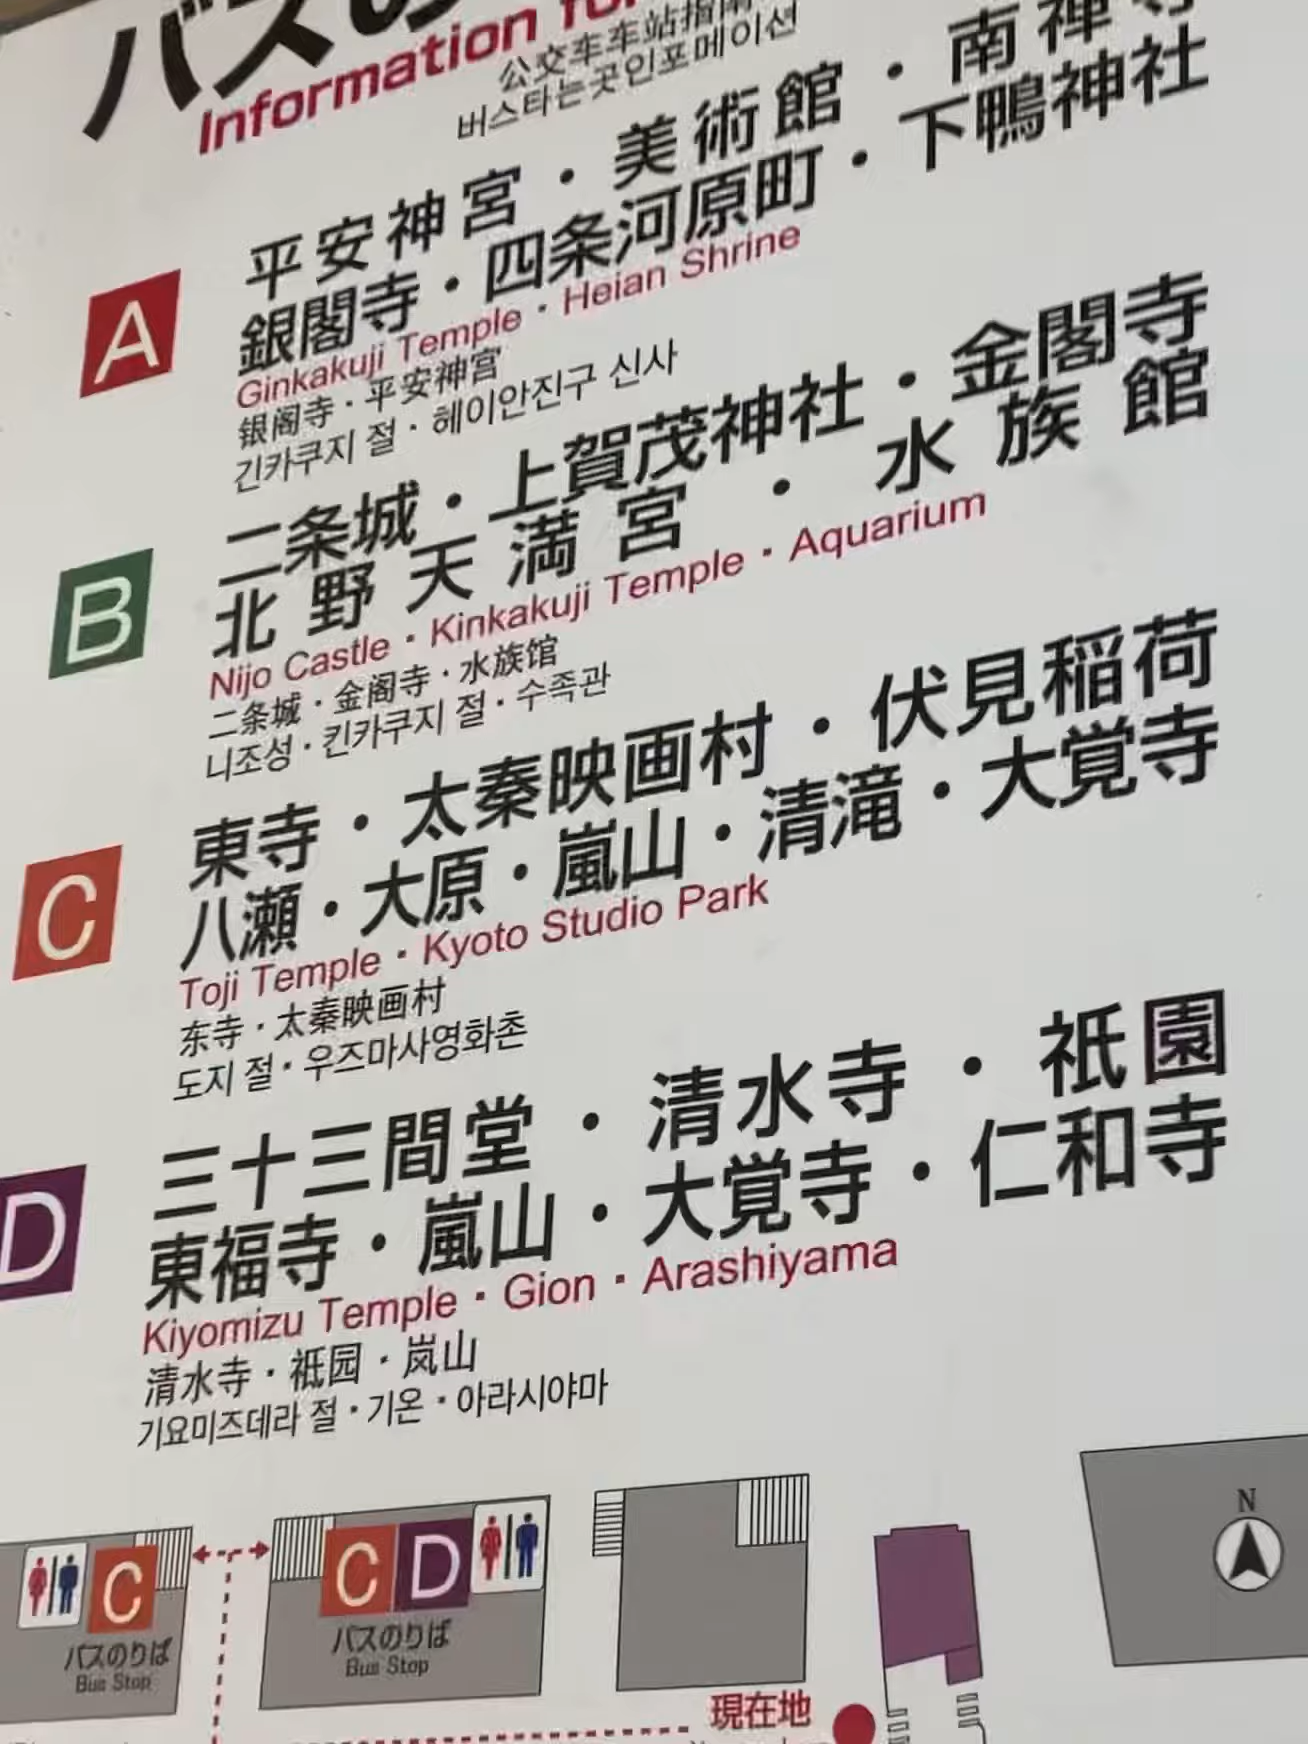 バスの
Information for
公交车车站指南
버스타는곳인포메이션
A
平安神宮・美術館・南禅寺
銀閣寺・四条河原町・下鴨神社
Ginkakuji Temple・Heian Shrine
银阁寺・平安神宮
긴카쿠지 절・헤이안진구 신사
B
二条城・上賀茂神社・金閣寺
北野天満宮・水族館
Nijo Castle・Kinkakuji Temple・Aquarium
二条城・金阁寺・水族馆
니조성・킨카쿠지 절・수족관
C
東寺・太秦映画村・伏見稲荷
八瀬・大原・嵐山・清滝・大覚寺
Toji Temple・Kyoto Studio Park
东寺・太秦映画村
도지 절・우즈마사영화촌
D
三十三間堂・清水寺・祇園
東福寺・嵐山・大覚寺・仁和寺
Kiyomizu Temple・Gion・Arashiyama
清水寺・祗园・岚山
기요미즈데라 절・기온・아라시야마
N
C
バスのりば
Bus Stop
C D
バスのりば
Bus Stop
現在地